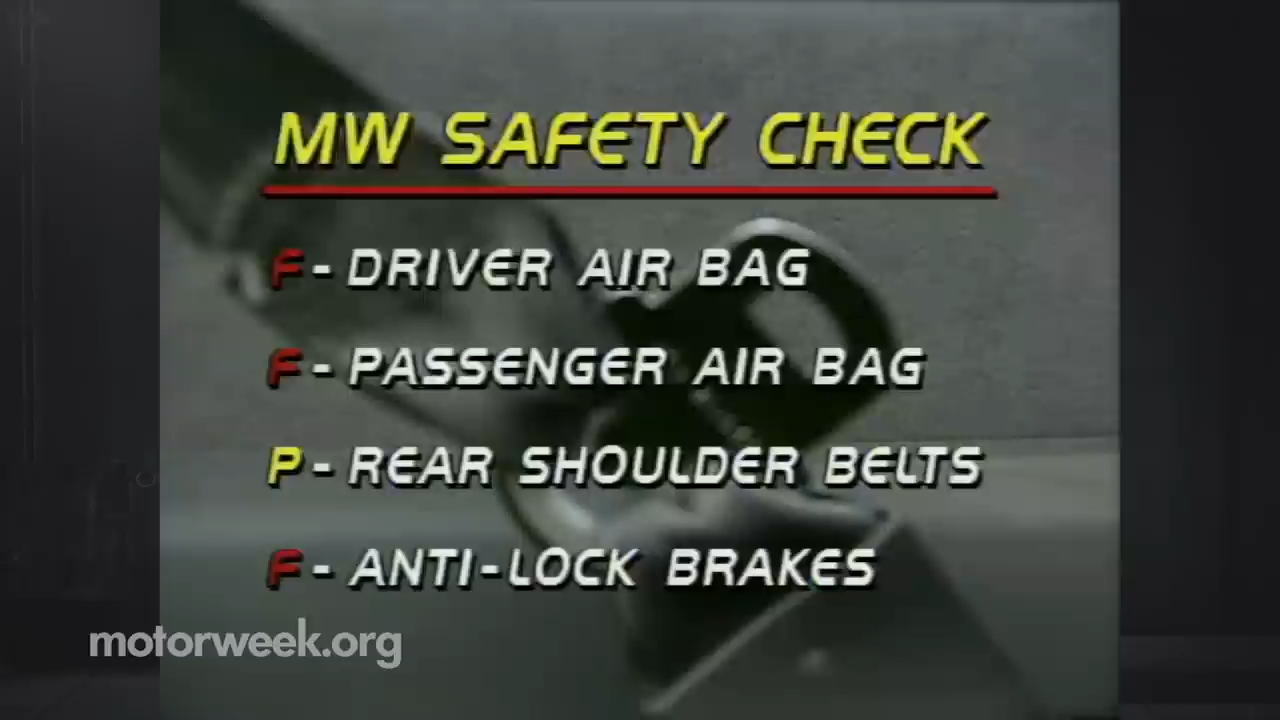 MW SAFETY CHECK
F - DRIVER AIR BAG
F - PASSENGER AIR BAG
P - REAR SHOULDER BELTS
F - ANTI-LOCK BRAKES
motorweek.org